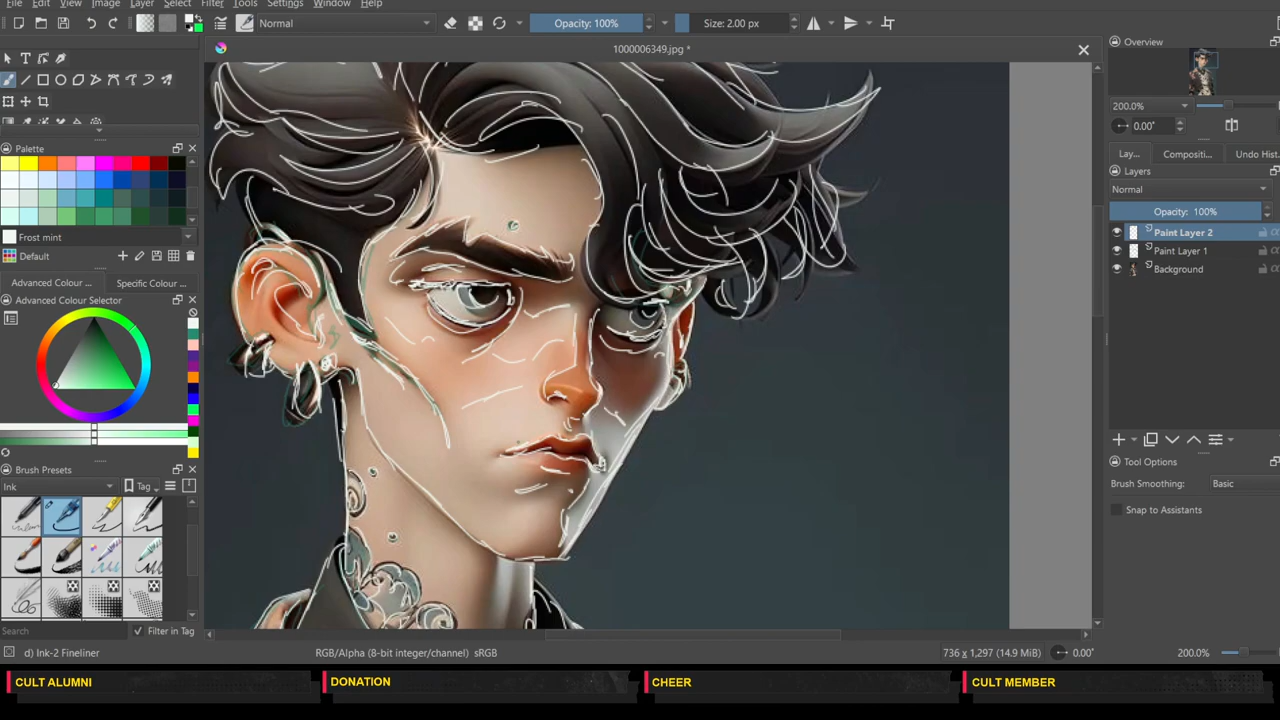 File Edit View Image Layer Select Filter Tools Settings Window Help
Normal
Opacity: 100%
Size: 2.00 px
1000006349.jpg *
Overview
200.0%
0.00°
Palette
Frost mint
Default
Advanced Colour ...
Specific Colour ...
Advanced Colour Selector
Brush Presets
Ink
Tag
Search
Filter in Tag
Lay...
Compositi...
Undo Hist.
Layers
Normal
Opacity: 100%
Paint Layer 2
Paint Layer 1
Background
Tool Options
Brush Smoothing:
Basic
Snap to Assistants
d) Ink-2 Fineliner
RGB/Alpha (8-bit integer/channel) sRGB
736 x 1,297 (14.9 MiB)
0.00°
200.0%
CULT ALUMNI
DONATION
CHEER
CULT MEMBER